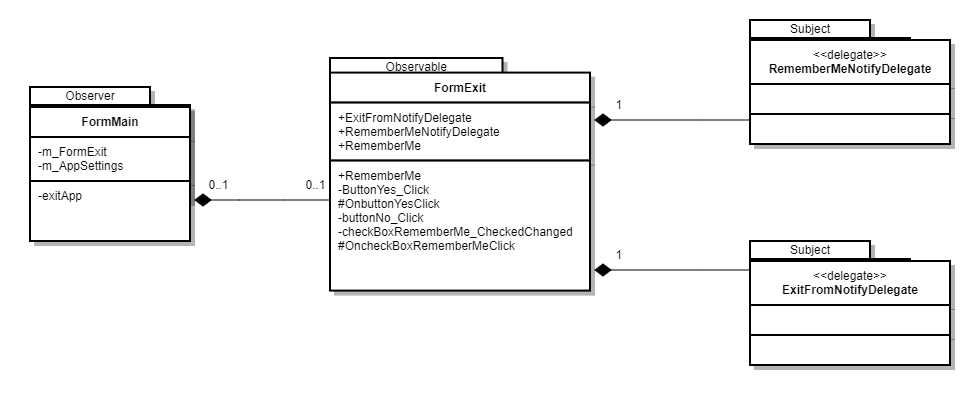 Observer
FormMain
-m_FormExit
-m_AppSettings
-exitApp
0..1
0..1
Observable
FormExit
+ExitFromNotifyDelegate
+RememberMeNotifyDelegate
+RememberMe
+RememberMe
-ButtonYes_Click
#OnbuttonYesClick
-buttonNo_Click
-checkBoxRememberMe_CheckedChanged
#OncheckBoxRememberMeClick
1
Subject
<<delegate>>
RememberMeNotifyDelegate
1
Subject
<<delegate>>
ExitFromNotifyDelegate